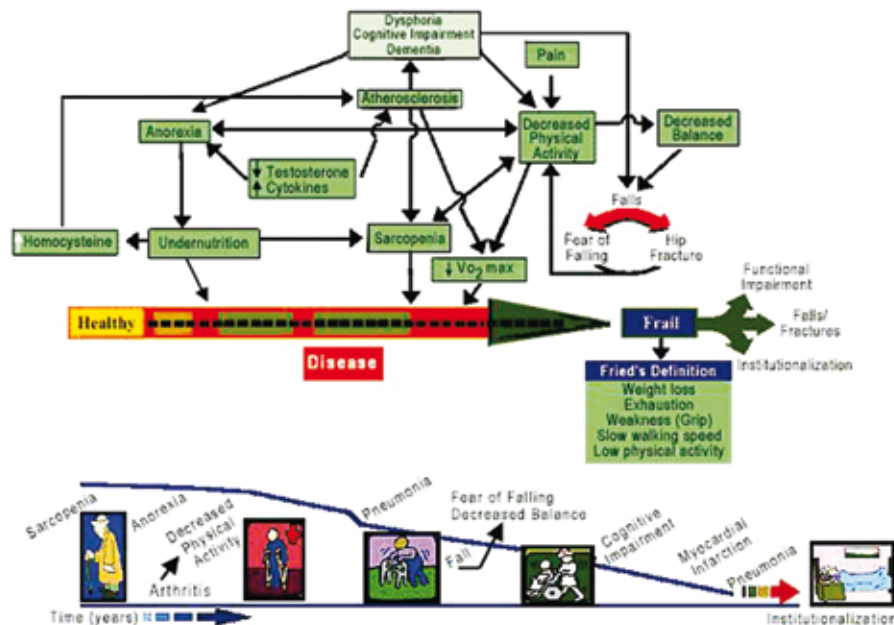 Dysphoria
Cognitive Impairment
Dementia
Pain
Atherosclerosis
Anorexia
Decreased
Physical
Activity
Decreased
Balance
Testosterone
Cytokines
Falls
Homocysteine
Undernutrition
Sarcopenia
Fear of
Falling
Hip
Fracture
Vo2 max
Functional
Impairment
Healthy
Frail
Falls/
Fractures
Disease
Institutionalization
Fried's Definition
Weight loss
Exhaustion
Weakness (Grip)
Slow walking speed
Low physical activity
Sarcopenia
Anorexia
Decreased
Physical
Activity
Arthritis
Pneumonia
Fall
Fear of Falling
Decreased Balance
Cognitive
Impairment
Myocardial
Infarction
Pneumonia
Time (years)
Institutionalization